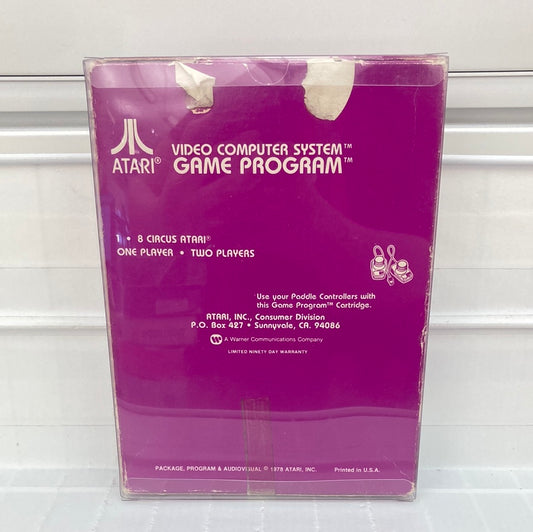 VIDEO COMPUTER SYSTEM™
ATARI® GAME PROGRAM™
1 • 8 CIRCUS ATARI®
ONE PLAYER • TWO PLAYERS
Use your Paddle Controllers with
this Game Program™ Cartridge.
ATARI, INC., Consumer Division
P.O. Box 427 • Sunnyvale, CA. 94086
A Warner Communications Company
LIMITED NINETY DAY WARRANTY
PACKAGE, PROGRAM & AUDIOVISUAL © 1978 ATARI, INC. Printed in U.S.A.